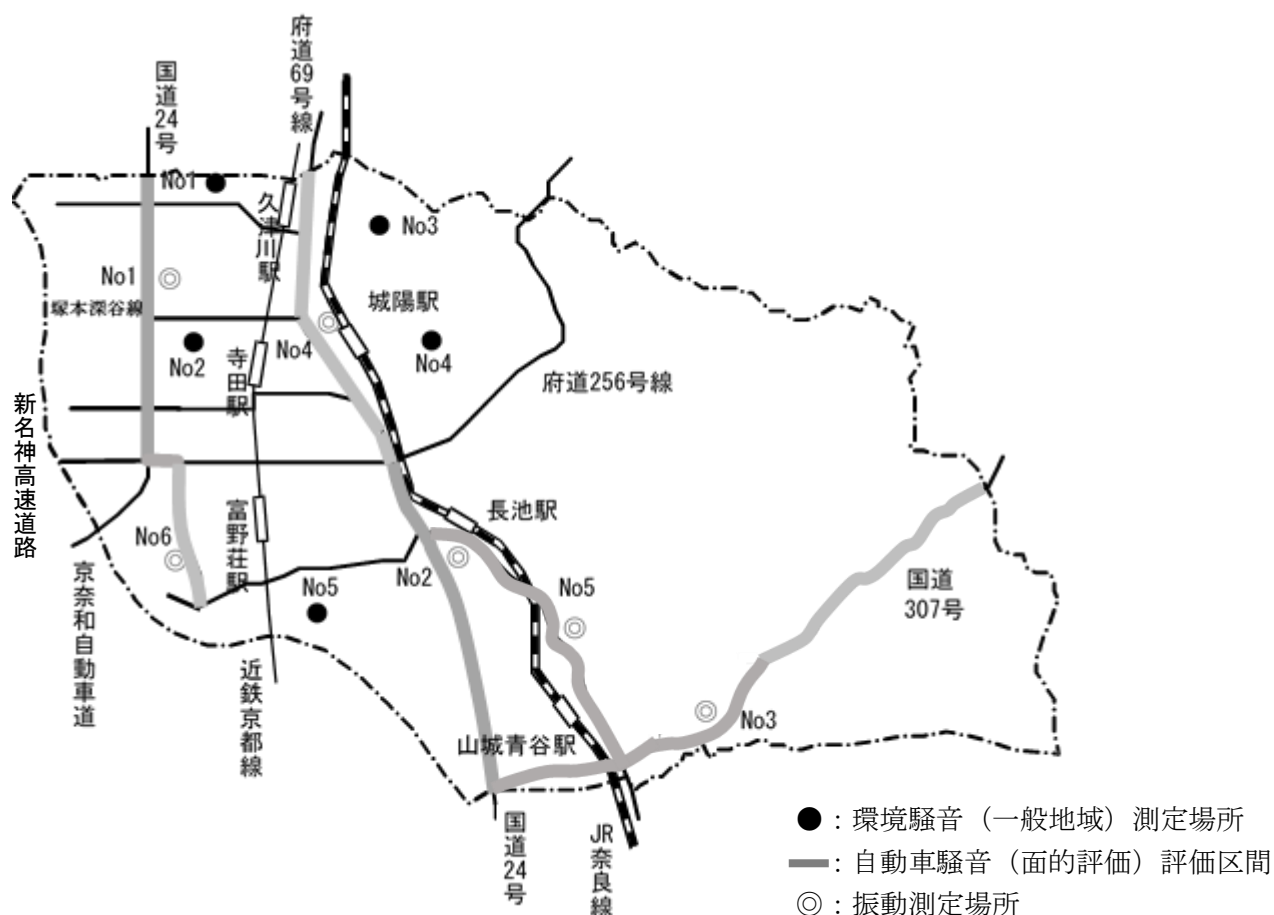 国道24号
府道69号線
No1
久津川駅
No3
No1
塚本深谷線
城陽駅
No2
No4
No4
寺田駅
府道256号線
新名神高速道路
富野荘駅
長池駅
No6
No2
No5
No5
国道
307号
京奈和自動車道
近鉄京都線
No3
山城青谷駅
国道24号
JR奈良線
●：環境騒音（一般地域）測定場所
：自動車騒音（面的評価）評価区間
◎：振動測定場所